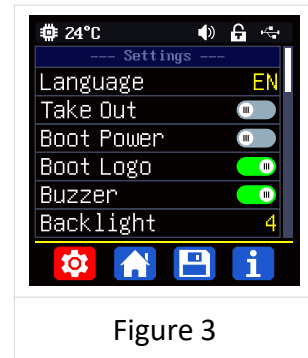 24°C
--- Settings ---
Language EN
Take Out
Boot Power
Boot Logo
Buzzer
Backlight 4
i
Figure 3